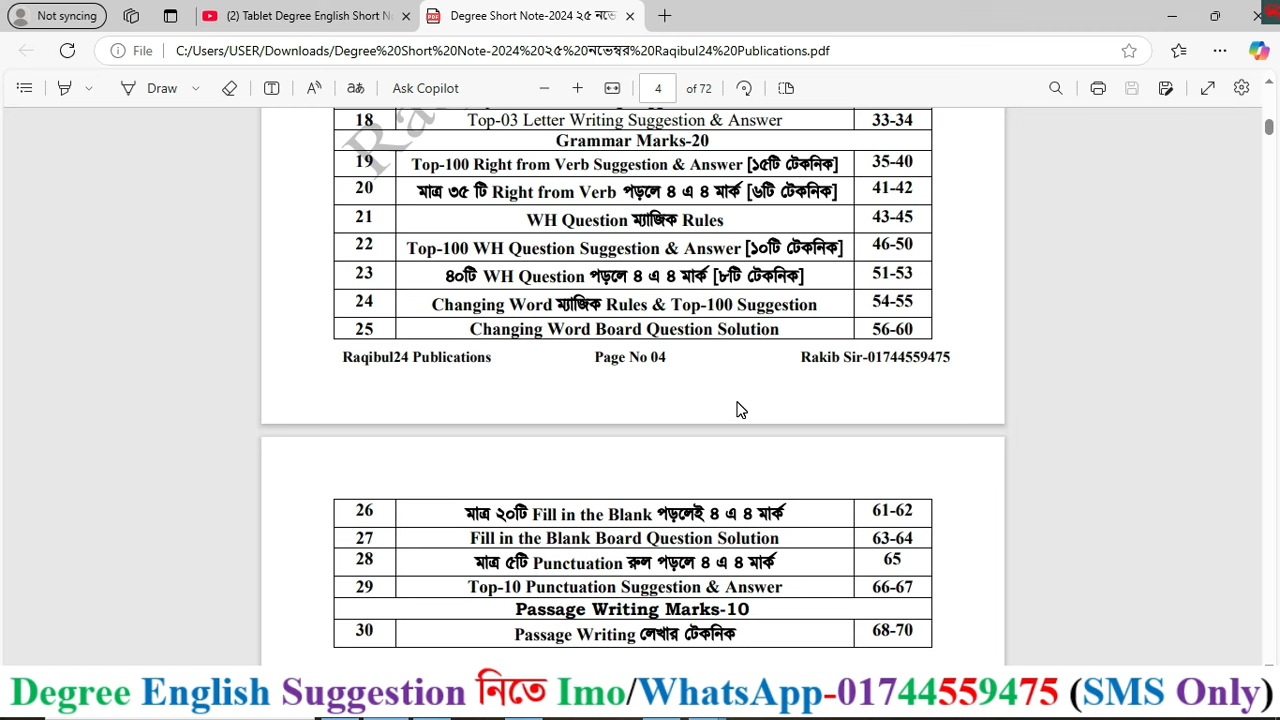 Not syncing
(2) Tablet Degree English Short N
Degree Short Note-2024 ২৫ নভে
File C:/Users/USER/Downloads/Degree%20Short%20Note-2024%20২৫%20নভেম্বর%20Raqibul24%20Publications.pdf
Draw Ask Copilot 4 of 72
18 Top-03 Letter Writing Suggestion & Answer 33-34
Grammar Marks-20
19 Top-100 Right from Verb Suggestion & Answer [১৫টি টেকনিক] 35-40
20 মাত্র ৩৫ টি Right from Verb পড়লে ৪ এ ৪ মার্ক [৬টি টেকনিক] 41-42
21 WH Question ম্যাজিক Rules 43-45
22 Top-100 WH Question Suggestion & Answer [১০টি টেকনিক] 46-50
23 ৪০টি WH Question পড়লে ৪ এ ৪ মার্ক [৮টি টেকনিক] 51-53
24 Changing Word ম্যাজিক Rules & Top-100 Suggestion 54-55
25 Changing Word Board Question Solution 56-60
Raqibul24 Publications Page No 04 Rakib Sir-01744559475
26 মাত্র ২০টি Fill in the Blank পড়লেই ৪ এ ৪ মার্ক 61-62
27 Fill in the Blank Board Question Solution 63-64
28 মাত্র ৫টি Punctuation রুল পড়লে ৪ এ ৪ মার্ক 65
29 Top-10 Punctuation Suggestion & Answer 66-67
Passage Writing Marks-10
30 Passage Writing লেখার টেকনিক 68-70
Degree English Suggestion নিতে Imo/WhatsApp-01744559475 (SMS Only)